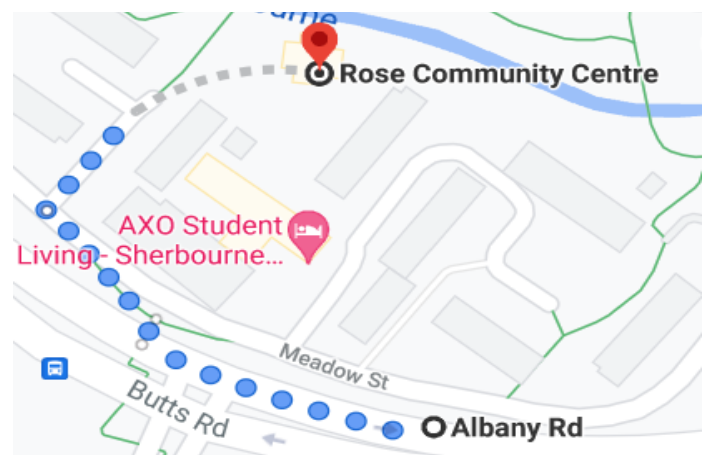 Rose Community Centre
AXO Student
Living - Sherbourne...
Meadow St
Butts Rd
Albany Rd